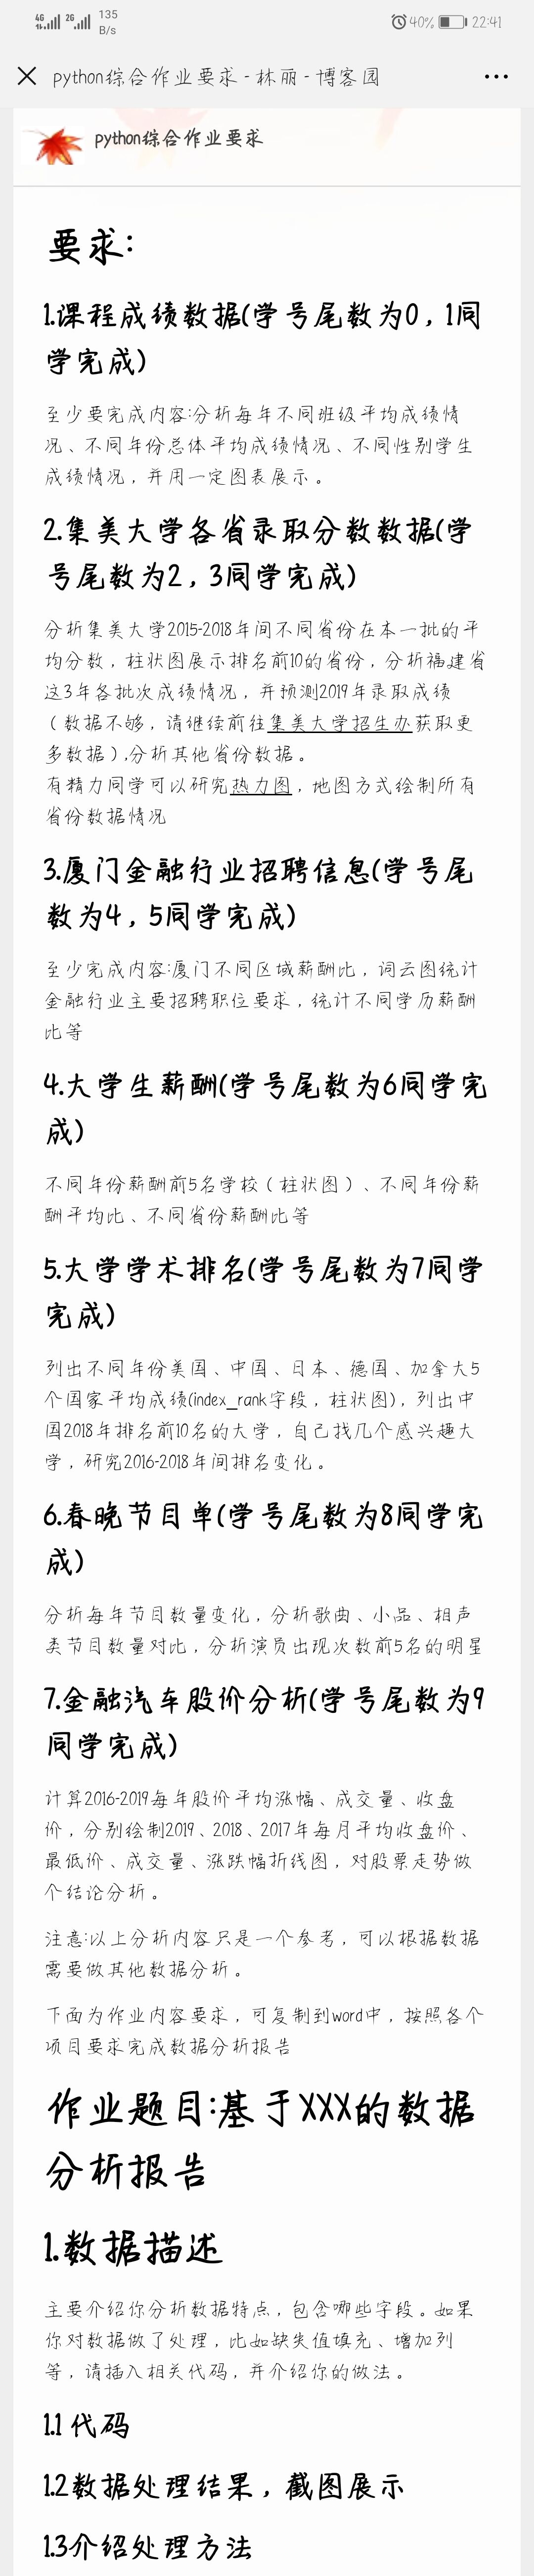 4G 2G 135 B/s 40% 22:41
python综合作业要求 - 林丽 - 博客园
python综合作业要求
要求:
1.课程成绩数据(学号尾数为0，1同
学完成)
至少要完成内容:分析每年不同班级平均成绩情
况、不同年份总体平均成绩情况、不同性别学生
成绩情况，并用一定图表展示。
2.集美大学各省录取分数数据(学
号尾数为2，3同学完成)
分析集美大学2015-2018年间不同省份在本一批的平
均分数，柱状图展示排名前10的省份，分析福建省
这3年各批次成绩情况，并预测2019年录取成绩
（数据不够，请继续前往集美大学招生办获取更
多数据）,分析其他省份数据。
有精力同学可以研究热力图，地图方式绘制所有
省份数据情况
3.厦门金融行业招聘信息(学号尾
数为4，5同学完成)
至少完成内容:厦门不同区域薪酬比，词云图统计
金融行业主要招聘职位要求，统计不同学历薪酬
比等
4.大学生薪酬(学号尾数为6同学完
成)
不同年份薪酬前5名学校（柱状图）、不同年份薪
酬平均比、不同省份薪酬比等
5.大学学术排名(学号尾数为7同学
完成)
列出不同年份美国、中国、日本、德国、加拿大5
个国家平均成绩(index_rank字段，柱状图)，列出中
国2018年排名前10名的大学，自己找几个感兴趣大
学，研究2016-2018年间排名变化。
6.春晚节目单(学号尾数为8同学完
成)
分析每年节目数量变化，分析歌曲、小品、相声
类节目数量对比，分析演员出现次数前5名的明星
7.金融汽车股价分析(学号尾数为9
同学完成)
计算2016-2019每年股价平均涨幅、成交量、收盘
价，分别绘制2019、2018、2017年每月平均收盘价、
最低价、成交量、涨跌幅折线图，对股票走势做
个结论分析。
注意:以上分析内容只是一个参考，可以根据数据
需要做其他数据分析。
下面为作业内容要求，可复制到word中，按照各个
项目要求完成数据分析报告
作业题目:基于XXX的数据
分析报告
1.数据描述
主要介绍你分析数据特点，包含哪些字段。如果
你对数据做了处理，比如缺失值填充、增加列
等，请插入相关代码，并介绍你的做法。
1.1 代码
1.2数据处理结果，截图展示
1.3介绍处理方法